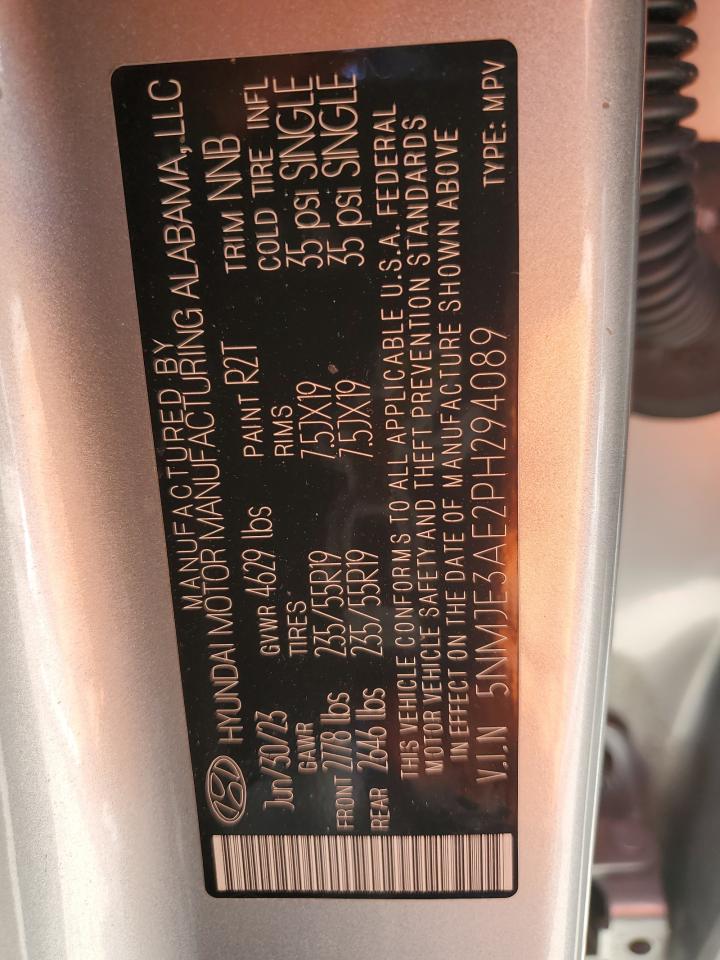 MANUFACTURED BY
HYUNDAI MOTOR MANUFACTURING ALABAMA, LLC
Jun/30/23 GVWR 4629 lbs PAINT R2T TRIM NNB
GAWR TIRES RIMS COLD TIRE INFL
FRONT 2778 lbs 235/55R19 7.5JX19 35 psi SINGLE
REAR 2646 lbs 235/55R19 7.5JX19 35 psi SINGLE
THIS VEHICLE CONFORMS TO ALL APPLICABLE U.S.A. FEDERAL
MOTOR VEHICLE SAFETY AND THEFT PREVENTION STANDARDS
IN EFFECT ON THE DATE OF MANUFACTURE SHOWN ABOVE
V.I.N 5NMJE3AE2PH294089 TYPE: MPV